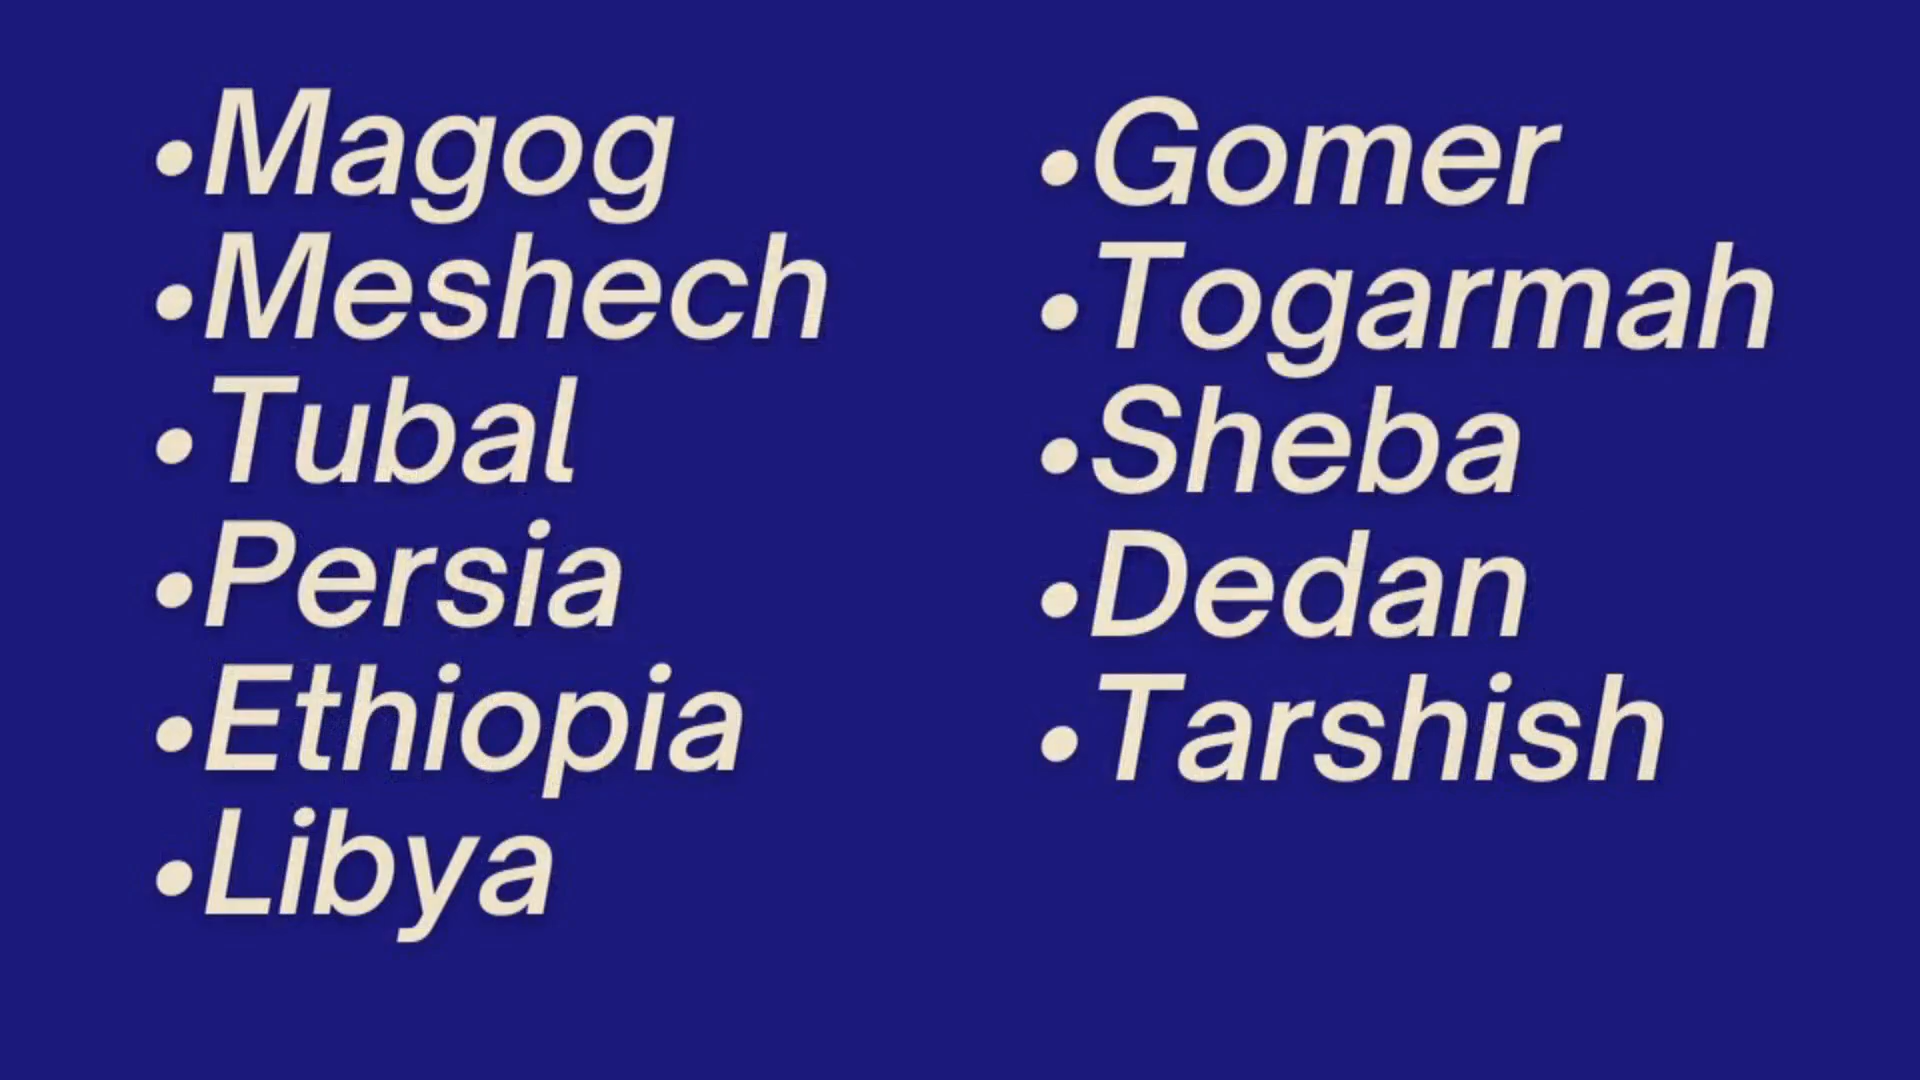 •Magog
•Meshech
•Tubal
•Persia
•Ethiopia
•Libya
•Gomer
•Togarmah
•Sheba
•Dedan
•Tarshish